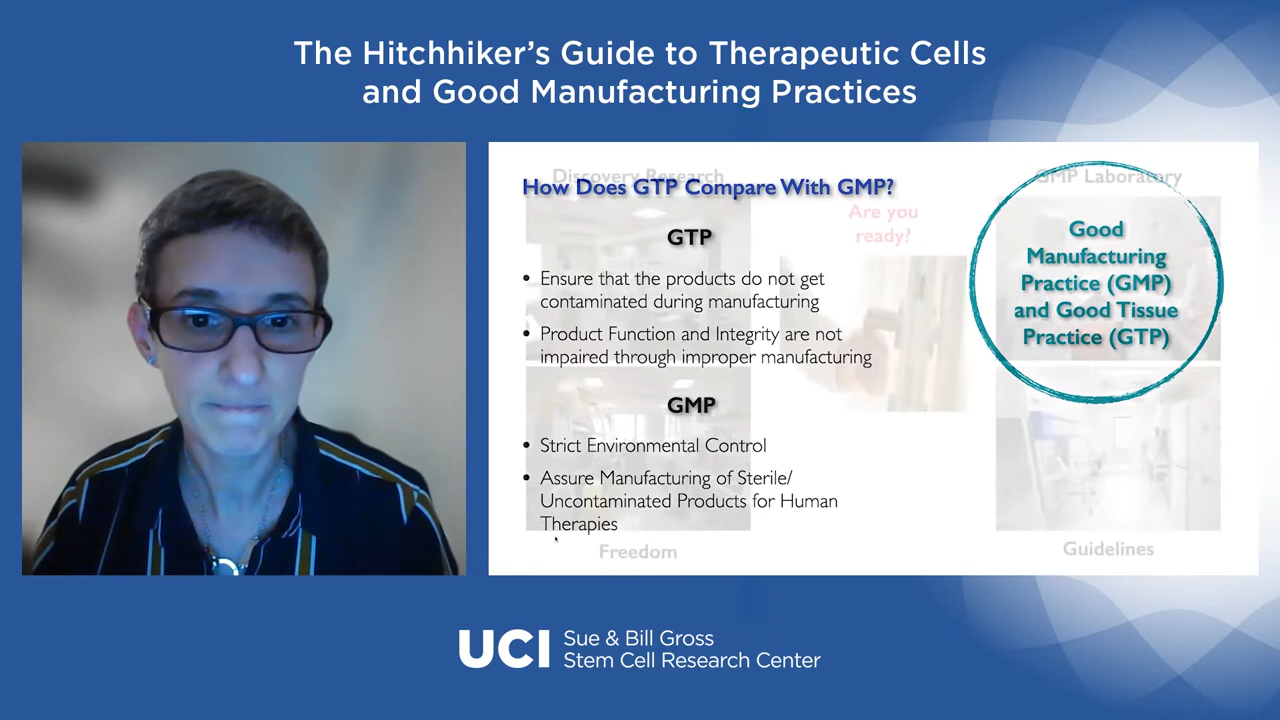 The Hitchhiker's Guide to Therapeutic Cells
and Good Manufacturing Practices
Discovery Research
How Does GTP Compare With GMP?
GTP
• Ensure that the products do not get
contaminated during manufacturing
• Product Function and Integrity are not
impaired through improper manufacturing
GMP
• Strict Environmental Control
• Assure Manufacturing of Sterile/
Uncontaminated Products for Human
Therapies
Freedom
Are you
ready?
GMP Laboratory
Good
Manufacturing
Practice (GMP)
and Good Tissue
Practice (GTP)
Guidelines
UCI
Sue & Bill Gross
Stem Cell Research Center